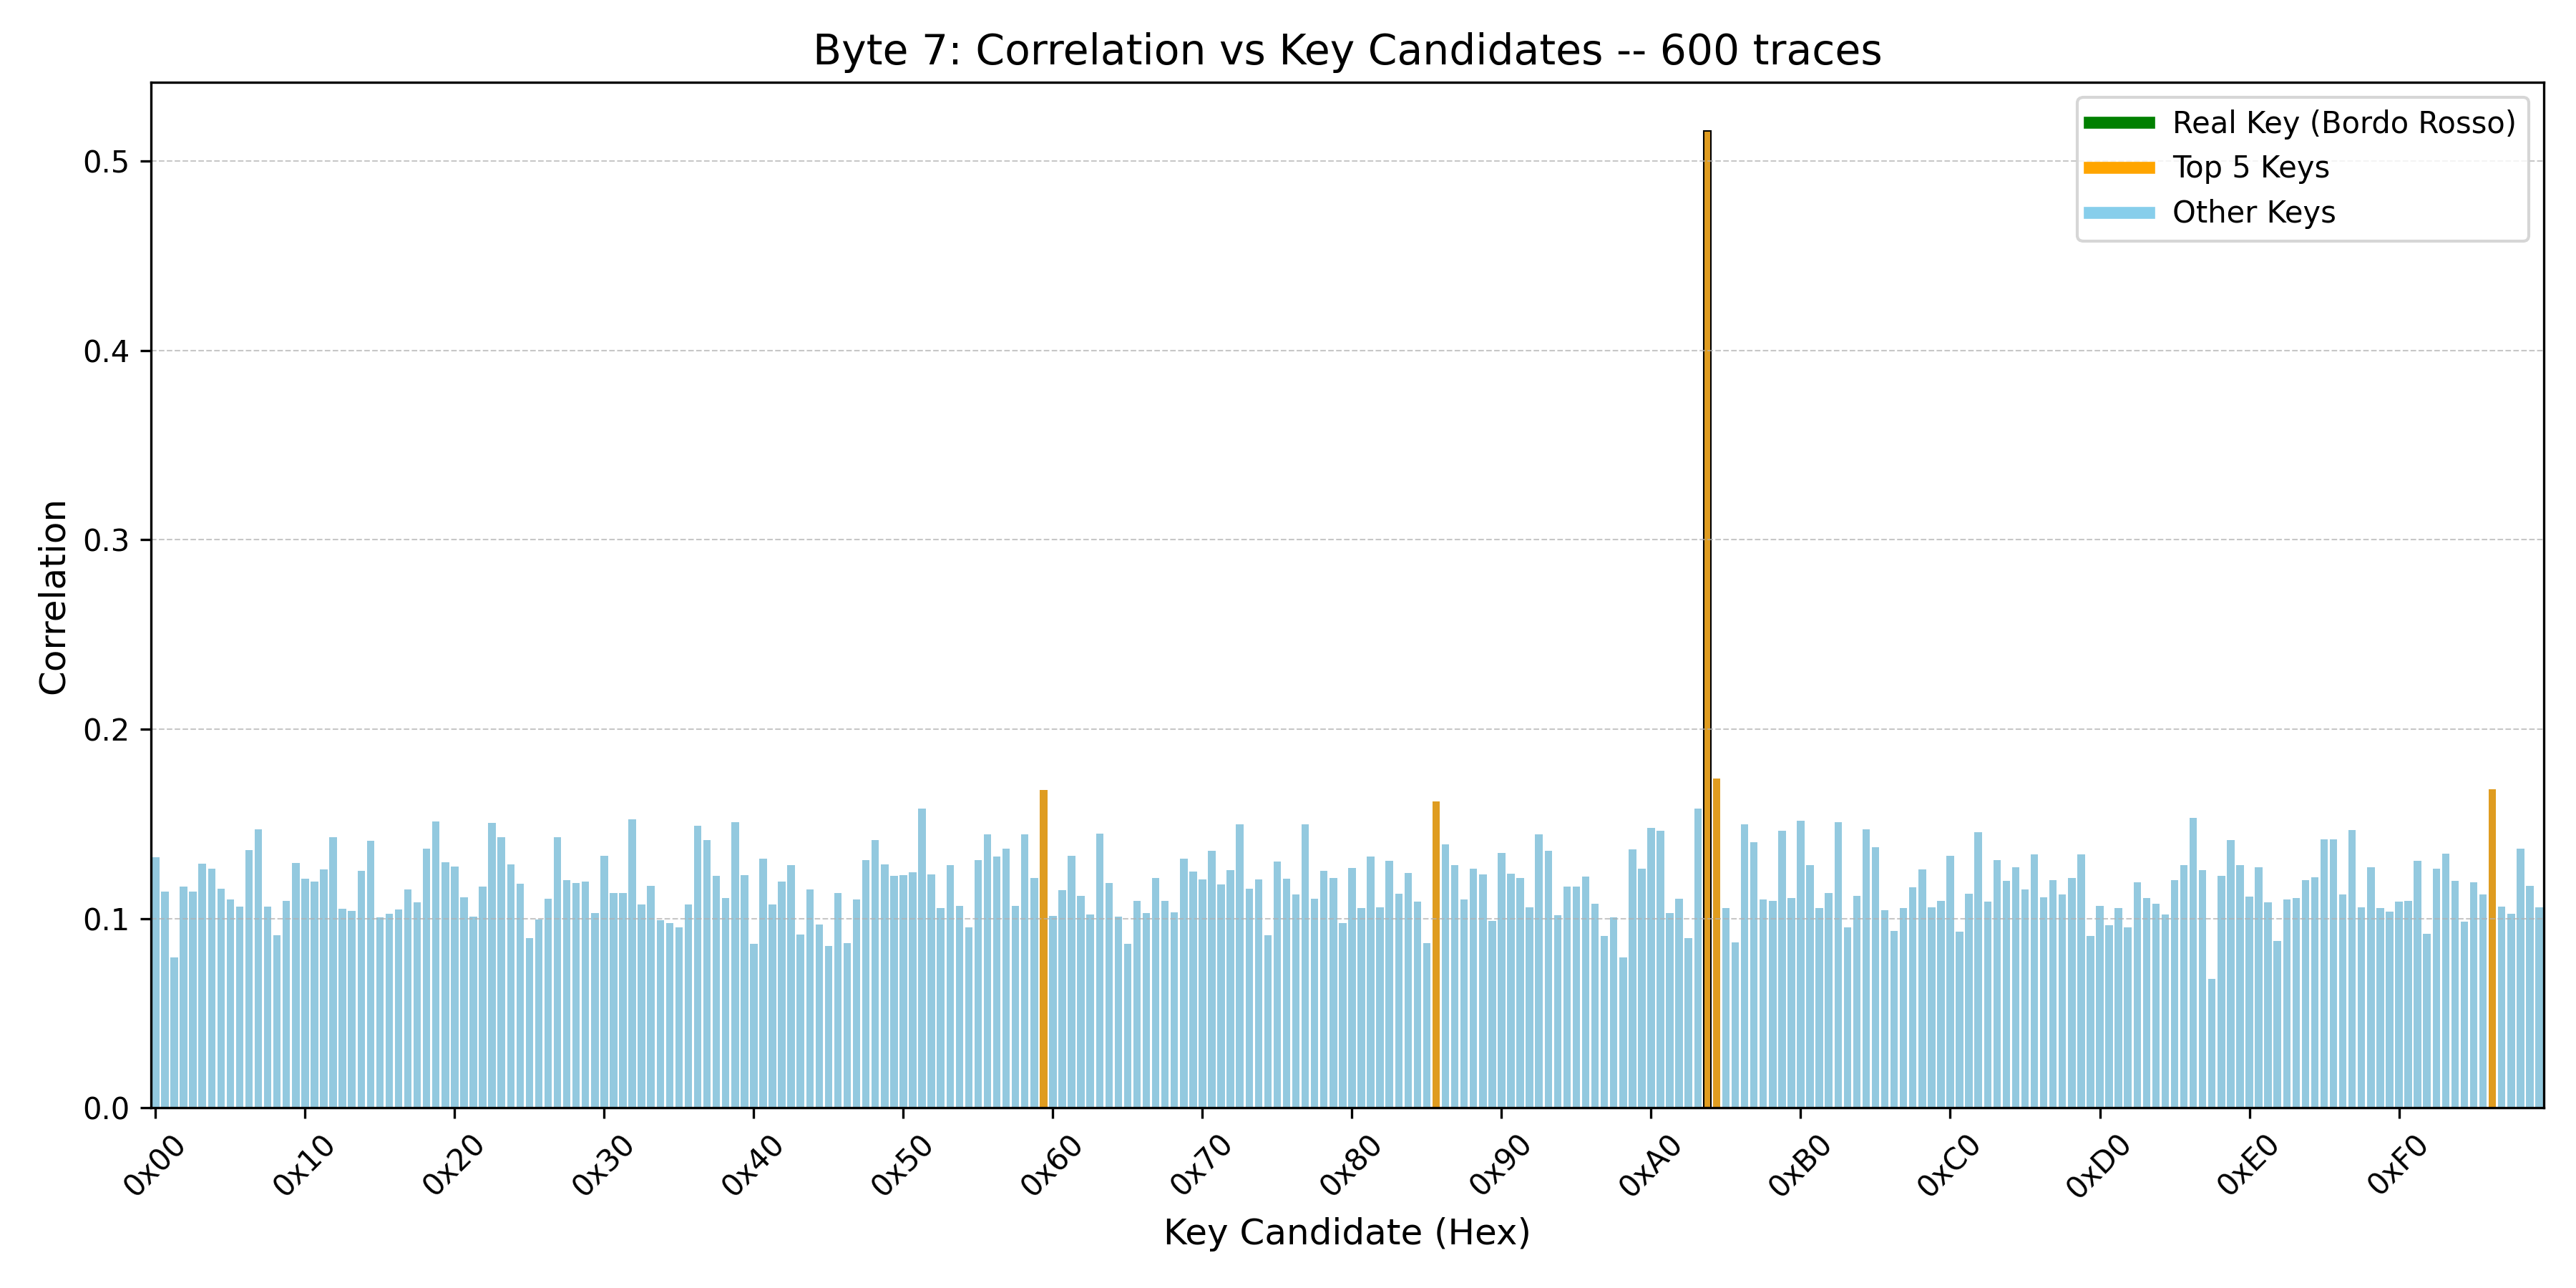 Byte 7: Correlation vs Key Candidates -- 600 traces
Real Key (Bordo Rosso)
Top 5 Keys
Other Keys
Correlation
0.5
0.4
0.3
0.2
0.1
0.0
0x00 0x10 0x20 0x30 0x40 0x50 0x60 0x70 0x80 0x90 0xA0 0xB0 0xC0 0xD0 0xE0 0xF0
Key Candidate (Hex)